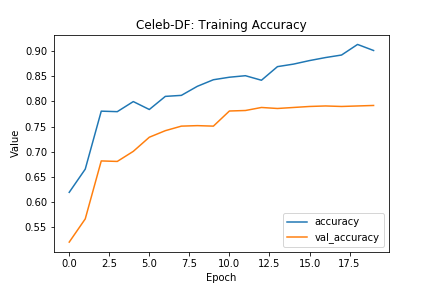 Celeb-DF: Training Accuracy
Value
0.90
0.85
0.80
0.75
0.70
0.65
0.60
0.55
0.0 2.5 5.0 7.5 10.0 12.5 15.0 17.5
Epoch
accuracy
val_accuracy